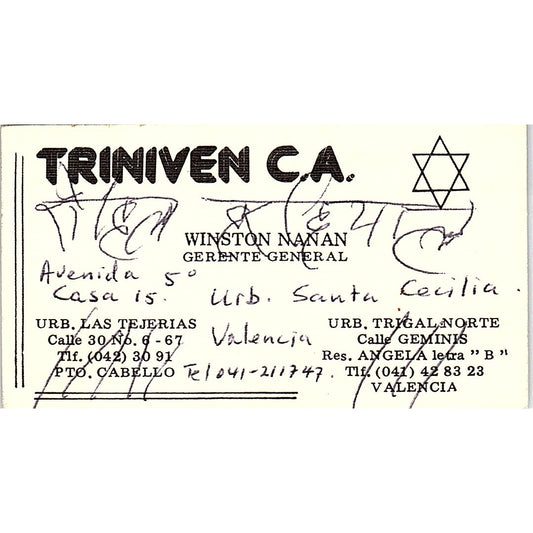 TRINIVEN C.A.
WINSTON NANAN
GERENTE GENERAL
Avenida 5°
Casa 15. Urb. Santa Cecilia.
Valencia
Tel 041-211747.
URB. LAS TEJERIAS
Calle 30 No. 6 - 67
Tlf. (042) 30 91
PTO. CABELLO
URB. TRIGAL NORTE
Calle GEMINIS
Res. ANGELA letra "B"
Tlf. (041) 42 83 23
VALENCIA